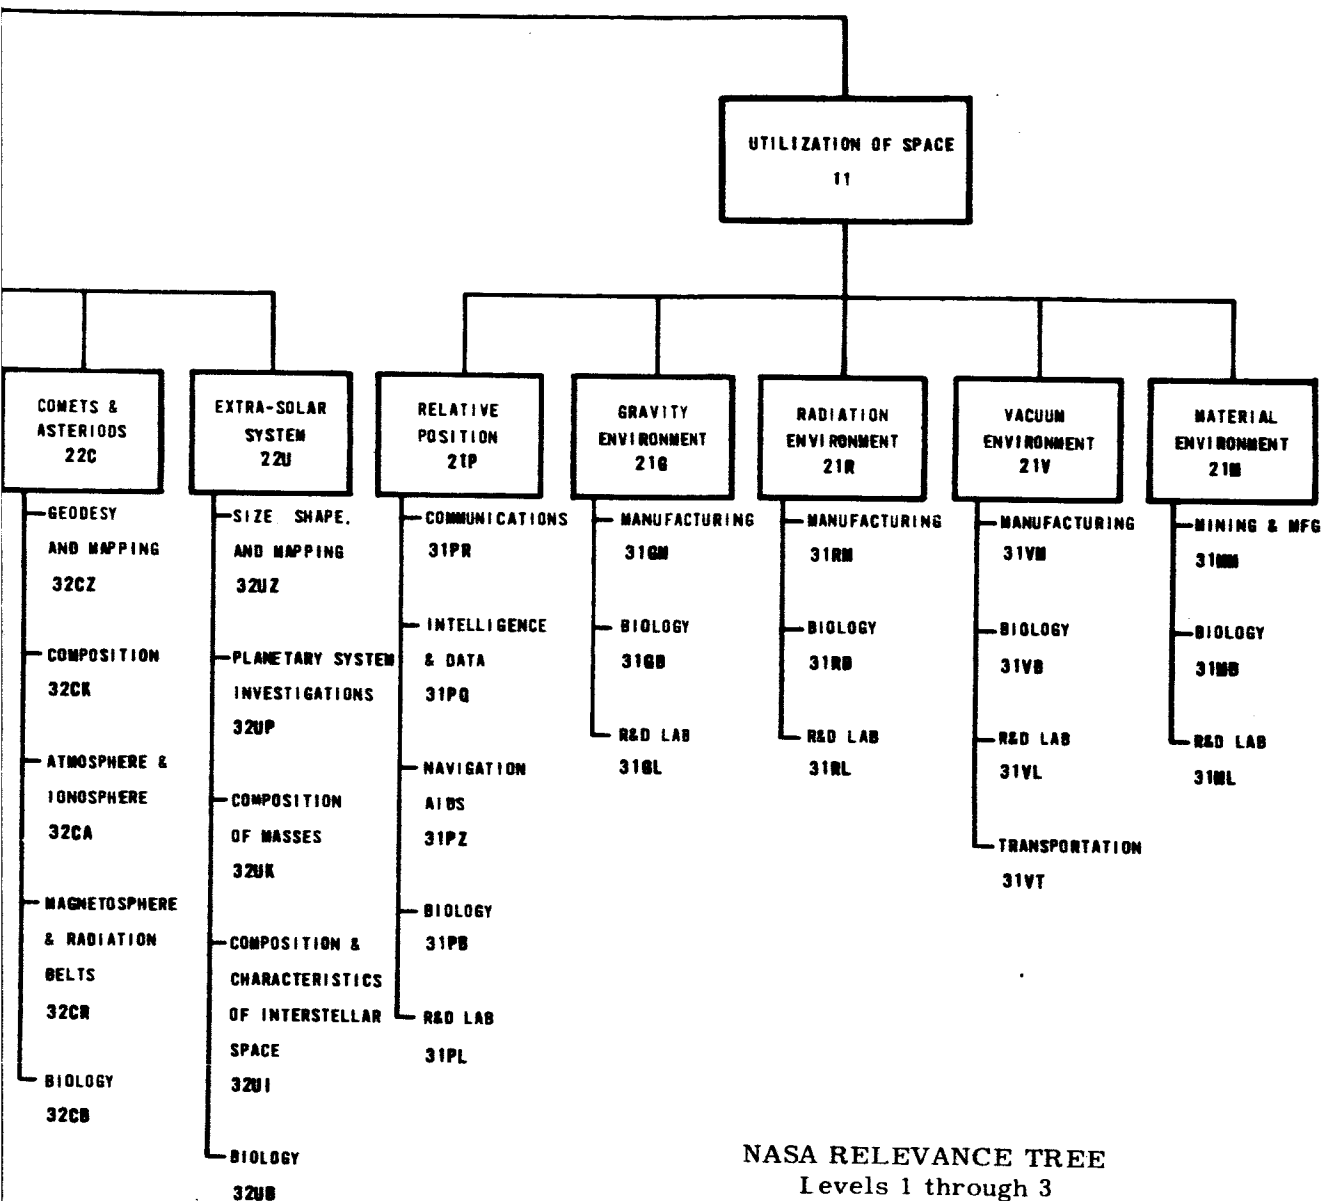 UTILIZATION OF SPACE
11
COMETS &
ASTERIODS
22C
GEODESY
AND MAPPING
32CZ
COMPOSITION
32CK
ATMOSPHERE &
IONOSPHERE
32CA
MAGNETOSPHERE
& RADIATION
BELTS
32CR
BIOLOGY
32CB
EXTRA-SOLAR
SYSTEM
22U
SIZE SHAPE,
AND MAPPING
32UZ
PLANETARY SYSTEM
INVESTIGATIONS
32UP
COMPOSITION
OF MASSES
32UK
COMPOSITION &
CHARACTERISTICS
OF INTERSTELLAR
SPACE
32UI
BIOLOGY
32UB
RELATIVE
POSITION
21P
COMMUNICATIONS
31PR
INTELLIGENCE
& DATA
31PQ
NAVIGATION
AIDS
31PZ
BIOLOGY
31PB
R&D LAB
31PL
GRAVITY
ENVIRONMENT
21G
MANUFACTURING
31GM
BIOLOGY
31GB
R&D LAB
31GL
RADIATION
ENVIRONMENT
21R
MANUFACTURING
31RM
BIOLOGY
31RB
R&D LAB
31RL
VACUUM
ENVIRONMENT
21V
MANUFACTURING
31VM
BIOLOGY
31VB
R&D LAB
31VL
TRANSPORTATION
31VT
MATERIAL
ENVIRONMENT
21M
MINING & MFG
31MM
BIOLOGY
31MB
R&D LAB
31ML
NASA RELEVANCE TREE
Levels 1 through 3